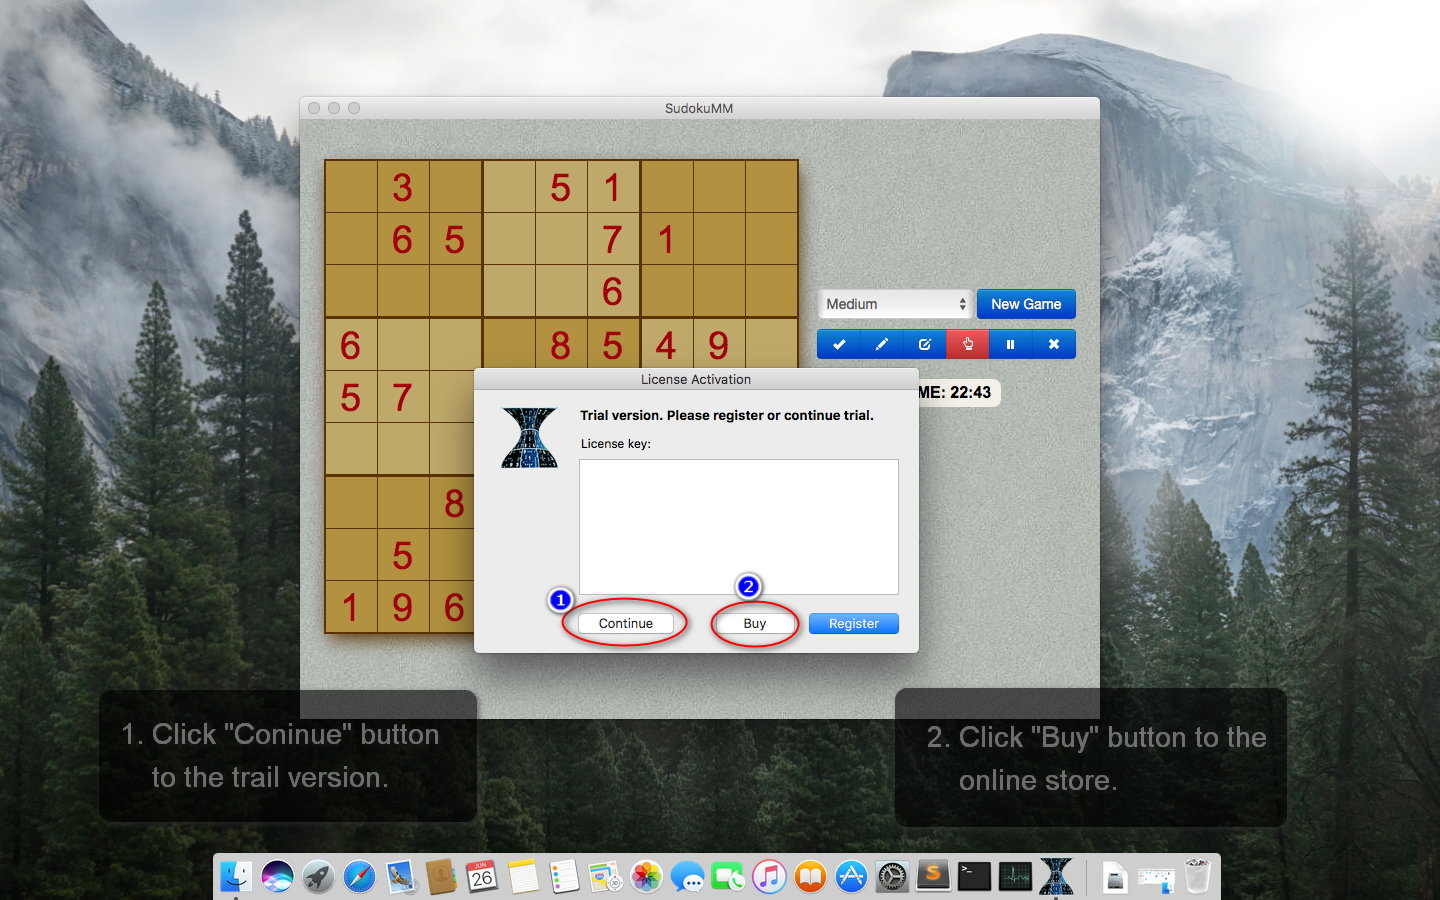 SudokuMM
3 5 1
6 5 7 1
6
6 8 5 4 9
5 7
8
5
1 9 6
Medium
New Game
ME: 22:43
License Activation
Trial version. Please register or continue trial.
License key:
1
2
Continue
Buy
Register
1. Click "Coninue" button
to the trail version.
2. Click "Buy" button to the
online store.
JUN
26